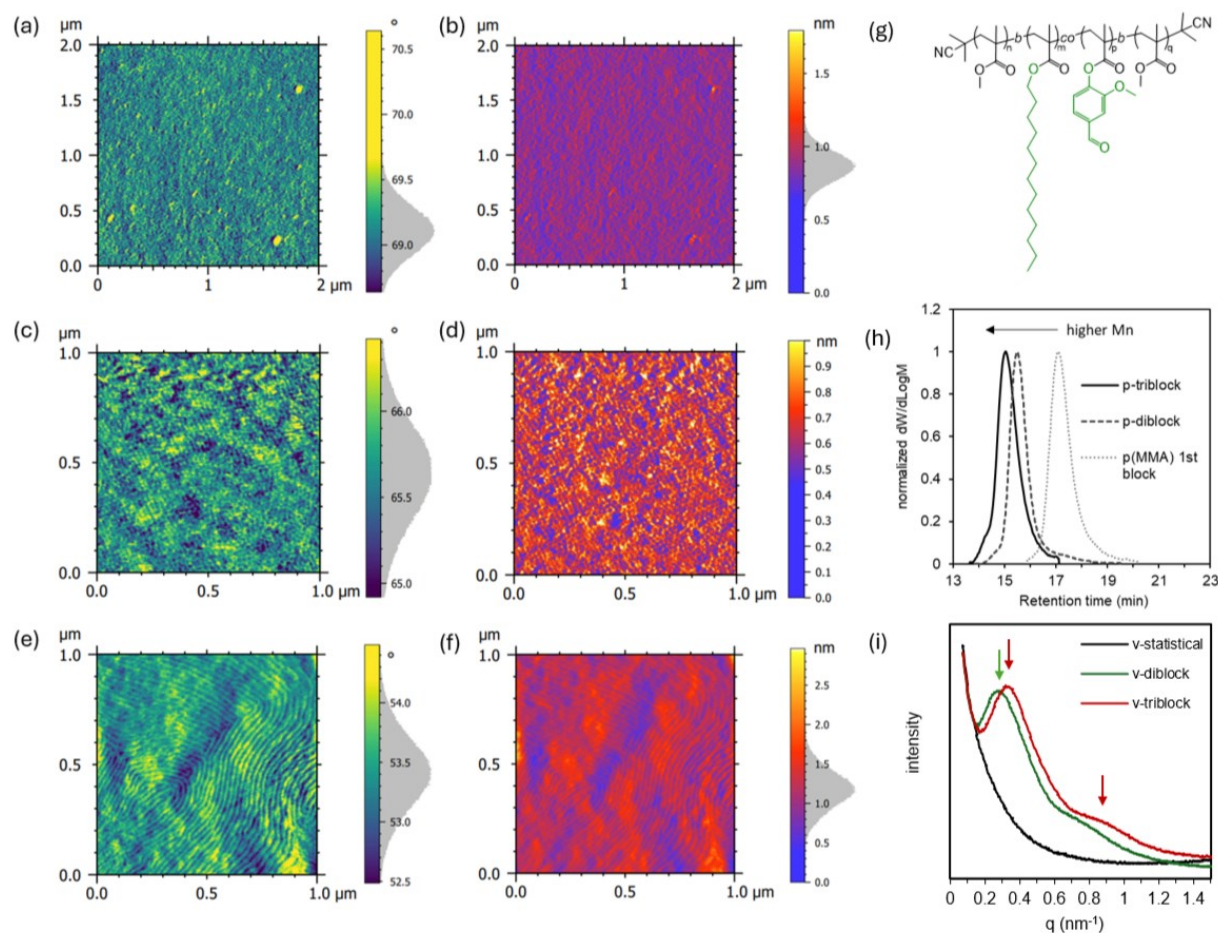 (a)
µm
2.0
1.5
1.0
0.5
0.0
1
2 µm
°
70.5
70.0
69.5
69.0
(b)
µm
2.0
1.5
1.0
0.5
0.0
0
1
2 µm
nm
1.5
1.0
0.5
0.0
(c)
µm
1.0
0.5
0.0
0.0
0.5
1.0 µm
°
66.0
65.5
65.0
(d)
µm
1.0
0.5
0.0
0.0
0.5
1.0 µm
nm
1.0
0.9
0.8
0.7
0.6
0.5
0.4
0.3
0.2
0.1
0.0
(e)
µm
1.0
0.5
0.0
0.0
0.5
1.0 µm
°
54.0
53.5
53.0
52.5
(f)
µm
1.0
0.5
0.0
0.0
0.5
1.0 µm
nm
2.5
2.0
1.5
1.0
0.5
0.0
(g)
NC
n
b
m
co
p
b
q
CN
O
O
O
O
O
O
O
O
O
O
(h)
normalized dW/dLogM
1.2
1
0.8
0.6
0.4
0.2
0
higher Mn
p-triblock
p-diblock
p(MMA) 1st
block
13
15
17
19
21
23
Retention time (min)
(i)
intensity
v-statistical
v-diblock
v-triblock
0
0.2
0.4
0.6
0.8
1
1.2
1.4
q (nm⁻¹)